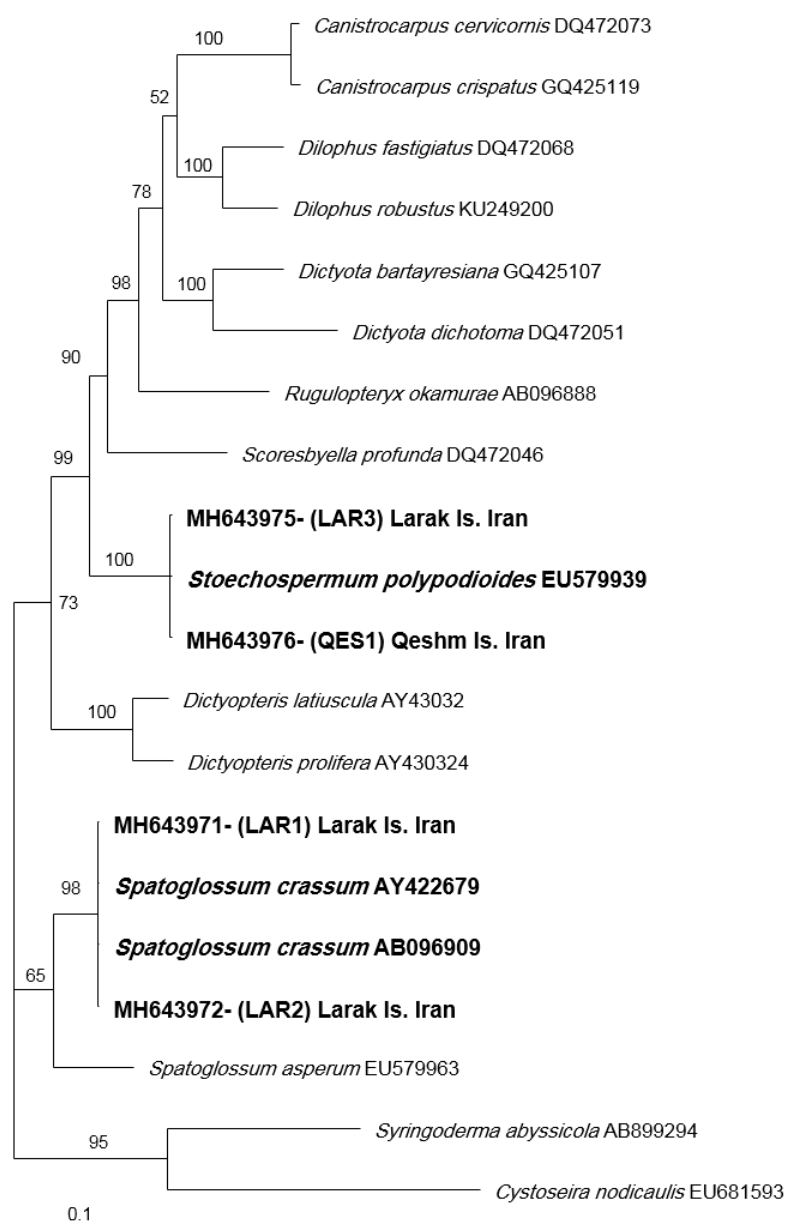 100
Canistrocarpus cervicornis DQ472073
Canistrocarpus crispatus GQ425119
52
Dilophus fastigiatus DQ472068
100
78
Dilophus robustus KU249200
Dictyota bartayresiana GQ425107
98
100
Dictyota dichotoma DQ472051
90
Rugulopteryx okamurae AB096888
Scoresbyella profunda DQ472046
99
MH643975- (LAR3) Larak Is. Iran
100
Stoechospermum polypodioides EU579939
73
MH643976- (QES1) Qeshm Is. Iran
Dictyopteris latiuscula AY43032
100
Dictyopteris prolifera AY430324
MH643971- (LAR1) Larak Is. Iran
98
Spatoglossum crassum AY422679
Spatoglossum crassum AB096909
65
MH643972- (LAR2) Larak Is. Iran
Spatoglossum asperum EU579963
Syringoderma abyssicola AB899294
95
Cystoseira nodicaulis EU681593
0.1